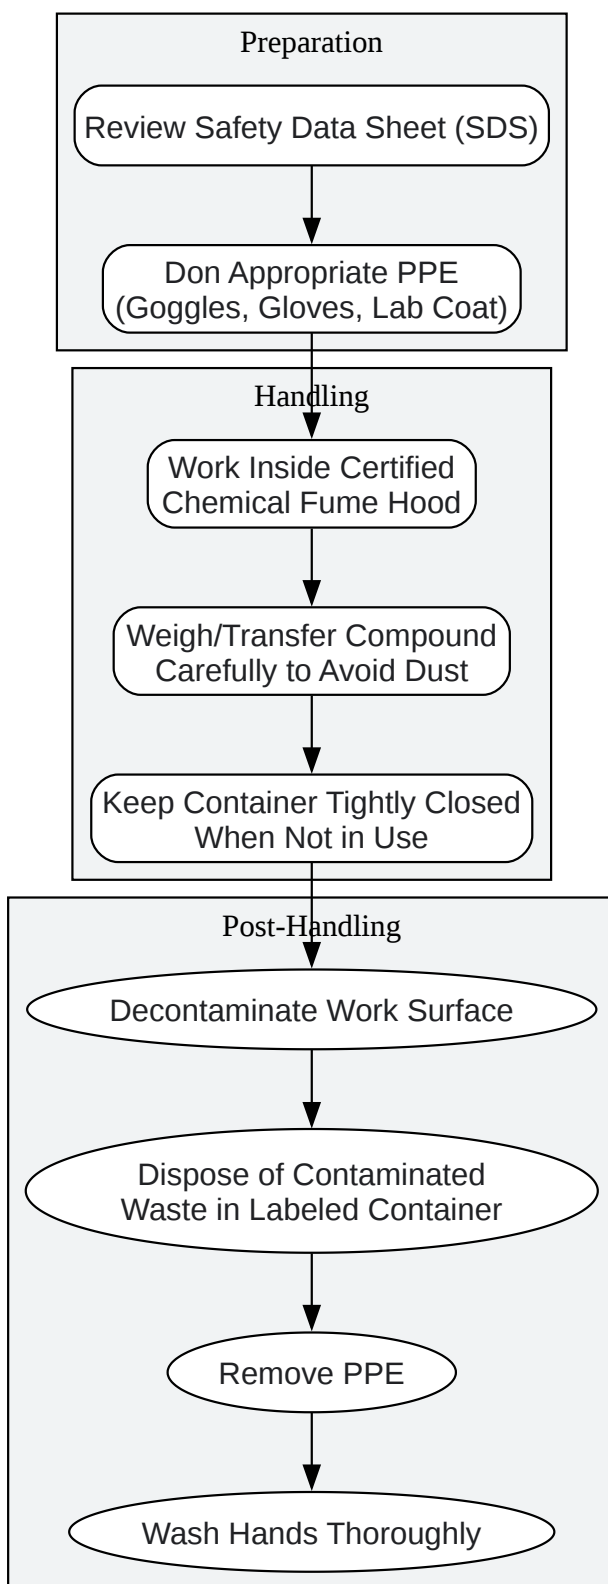 Preparation
Review Safety Data Sheet (SDS)
Don Appropriate PPE
(Goggles, Gloves, Lab Coat)
Handling
Work Inside Certified
Chemical Fume Hood
Weigh/Transfer Compound
Carefully to Avoid Dust
Keep Container Tightly Closed
When Not in Use
Post-Handling
Decontaminate Work Surface
Dispose of Contaminated
Waste in Labeled Container
Remove PPE
Wash Hands Thoroughly